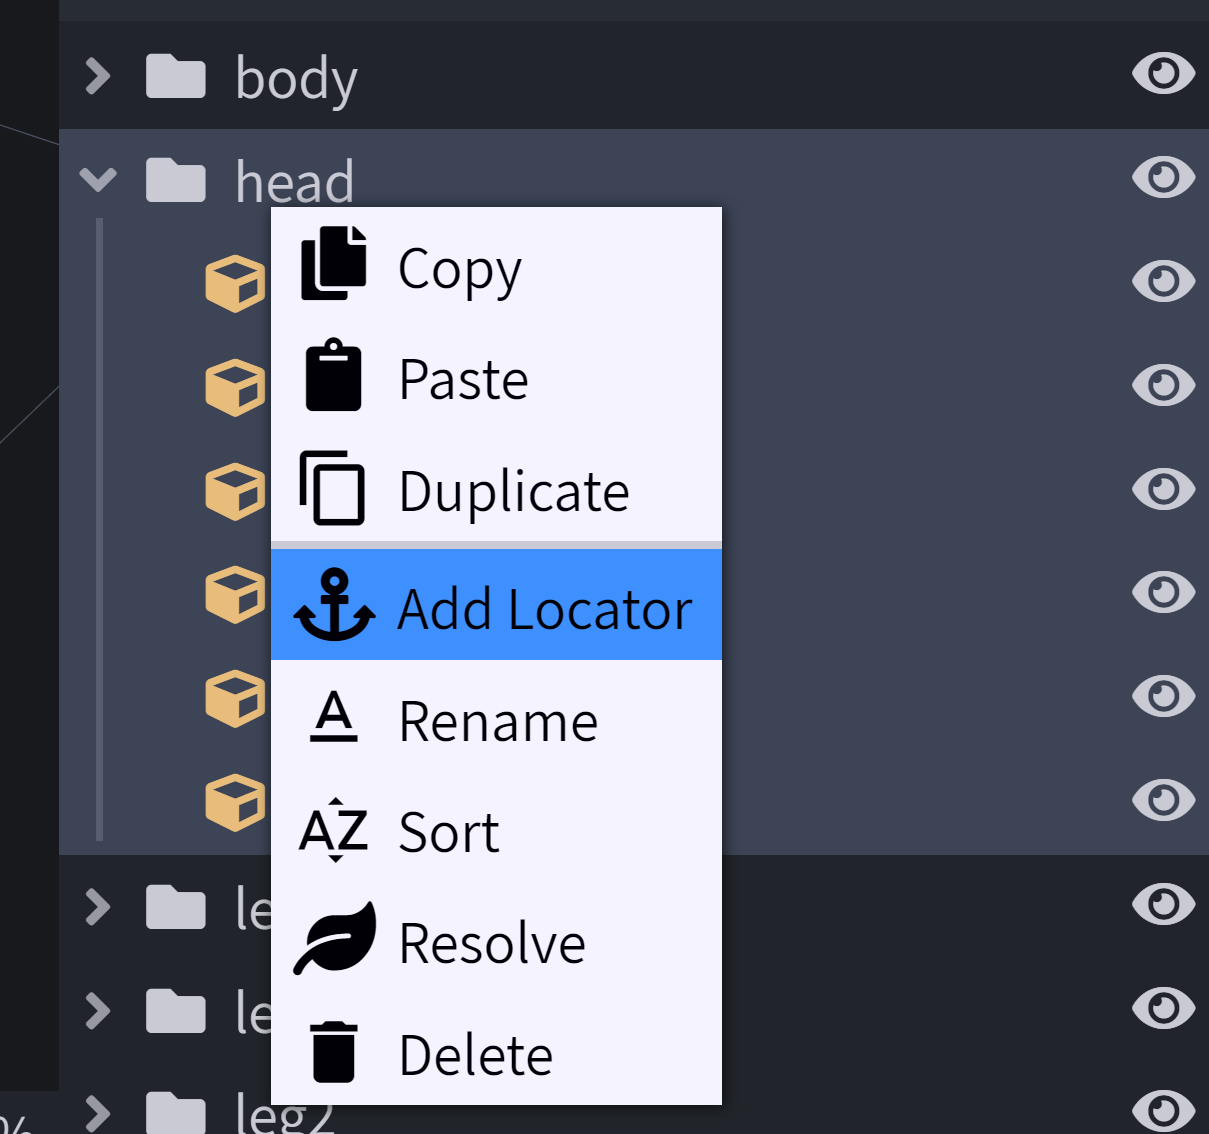 body
head
Copy
Paste
Duplicate
Add Locator
Rename
Sort
Resolve
Delete
leg2